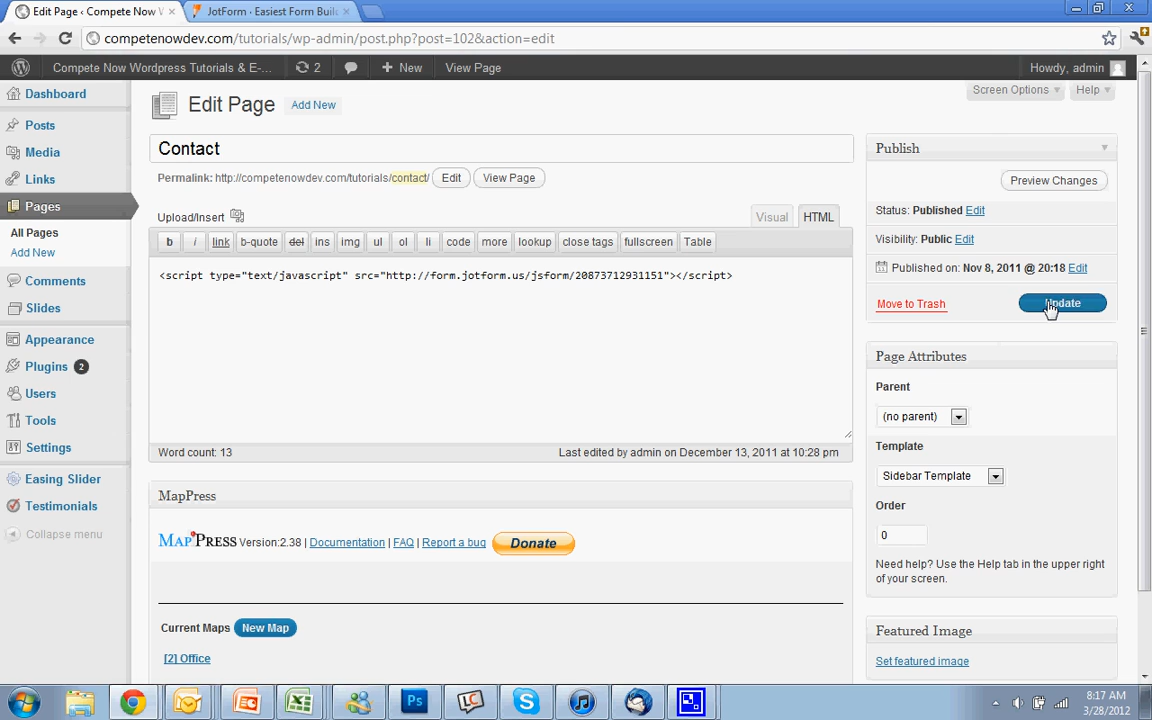 Edit Page ‹ Compete Now W
JotForm · Easiest Form Buil
competenowdev.com/tutorials/wp-admin/post.php?post=102&action=edit
Compete Now Wordpress Tutorials & E-...
2
New
View Page
Howdy, admin
Dashboard
Posts
Media
Links
Pages
All Pages
Add New
Comments
Slides
Appearance
Plugins 2
Users
Tools
Settings
Easing Slider
Testimonials
Collapse menu
Screen Options
Help
Edit Page
Add New
Contact
Permalink: http://competenowdev.com/tutorials/contact/
Edit
View Page
Upload/Insert
Visual
HTML
b
i
link
b-quote
del
ins
img
ul
ol
li
code
more
lookup
close tags
fullscreen
Table
<script type="text/javascript" src="http://form.jotform.us/jsform/20873712931151"></script>
Word count: 13
Last edited by admin on December 13, 2011 at 10:28 pm
MapPress
MAPPRESS Version:2.38 | Documentation | FAQ | Report a bug
Donate
Current Maps
New Map
[2] Office
Publish
Preview Changes
Status: Published Edit
Visibility: Public Edit
Published on: Nov 8, 2011 @ 20:18 Edit
Move to Trash
Update
Page Attributes
Parent
(no parent)
Template
Sidebar Template
Order
0
Need help? Use the Help tab in the upper right
of your screen.
Featured Image
Set featured image
Ps
LC
8:17 AM
3/28/2012